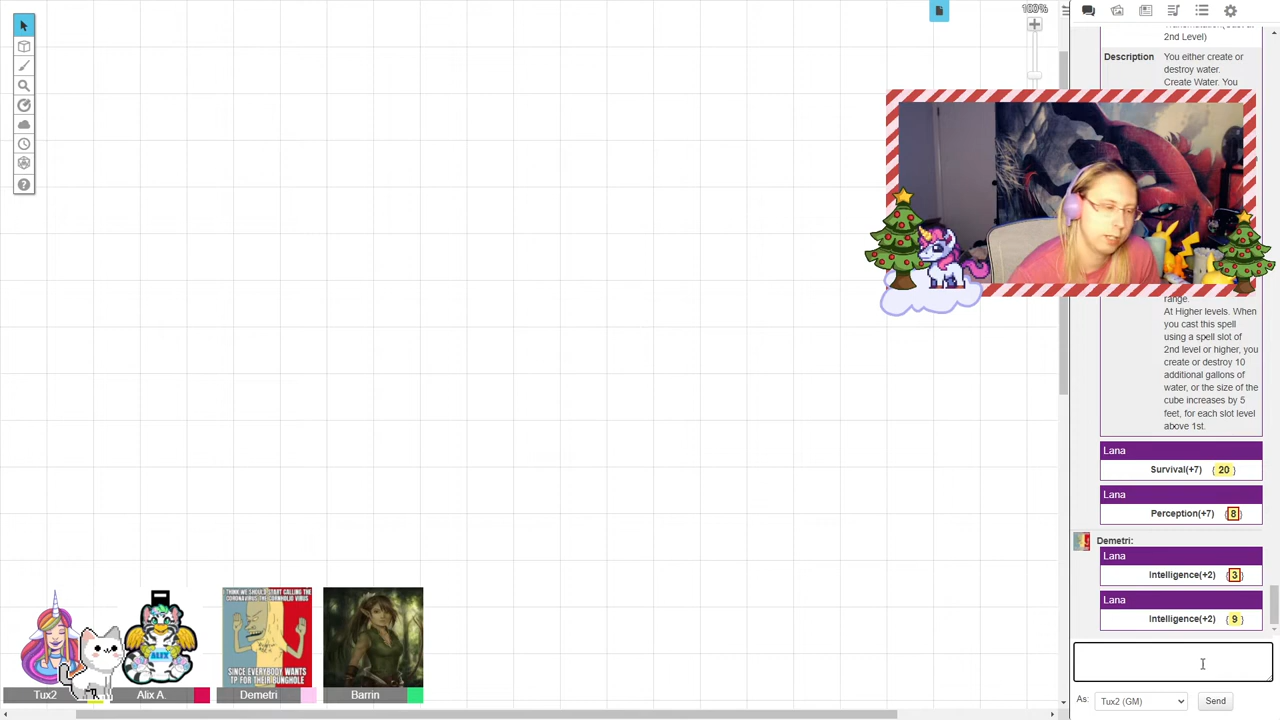 100%
Transmutation(Cast at
2nd Level)
Description
You either create or
destroy water.
Create Water. You
range.
At Higher levels. When
you cast this spell
using a spell slot of
2nd level or higher, you
create or destroy 10
additional gallons of
water, or the size of the
cube increases by 5
feet, for each slot level
above 1st.
Lana
Survival(+7) (20)
Lana
Perception(+7) (8)
Demetri:
Lana
Intelligence(+2) (3)
Lana
Intelligence(+2) (9)
I THINK WE SHOULD START CALLING THE
CORONAVIRUS THE CORNHOLIO VIRUS
SINCE EVERYBODY WANTS
TP FOR THEIR BUNGHOLE
ALIX
Tux2
Alix A.
Demetri
Barrin
As:
Tux2 (GM)
Send